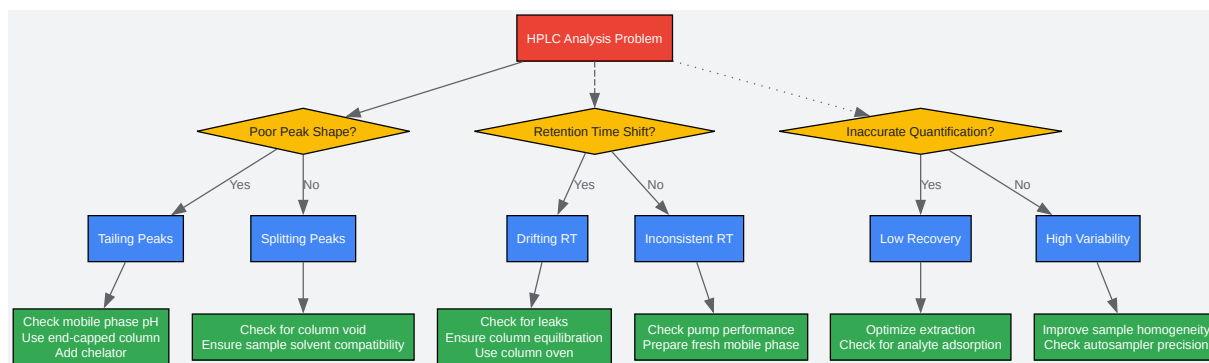 HPLC Analysis Problem
Poor Peak Shape?
Retention Time Shift?
Inaccurate Quantification?
Yes
No
Yes
No
Yes
No
Tailing Peaks
Splitting Peaks
Drifting RT
Inconsistent RT
Low Recovery
High Variability
Check mobile phase pH
Use end-capped column
Add chelator
Check for column void
Ensure sample solvent compatibility
Check for leaks
Ensure column equilibration
Use column oven
Check pump performance
Prepare fresh mobile phase
Optimize extraction
Check for analyte adsorption
Improve sample homogeneity
Check autosampler precision